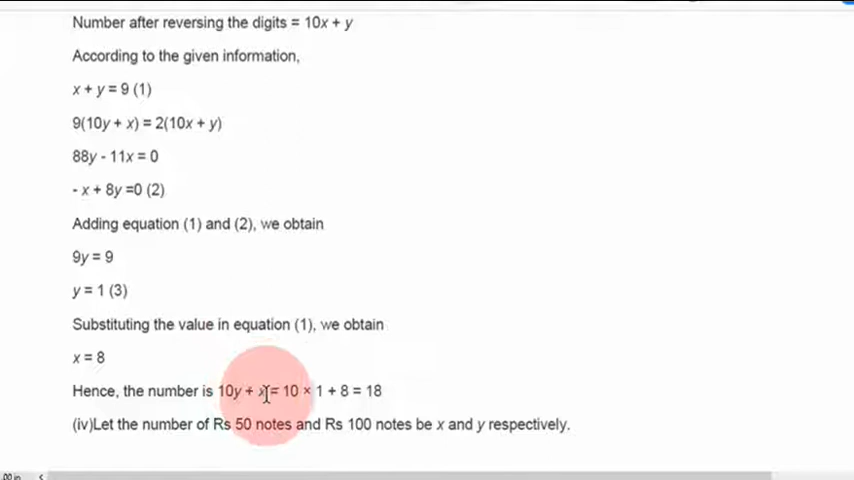 Number after reversing the digits = 10x + y
According to the given information,
x + y = 9 (1)
9(10y + x) = 2(10x + y)
88y - 11x = 0
- x + 8y =0 (2)
Adding equation (1) and (2), we obtain
9y = 9
y = 1 (3)
Substituting the value in equation (1), we obtain
x = 8
Hence, the number is 10y + x = 10 × 1 + 8 = 18
(iv)Let the number of Rs 50 notes and Rs 100 notes be x and y respectively.